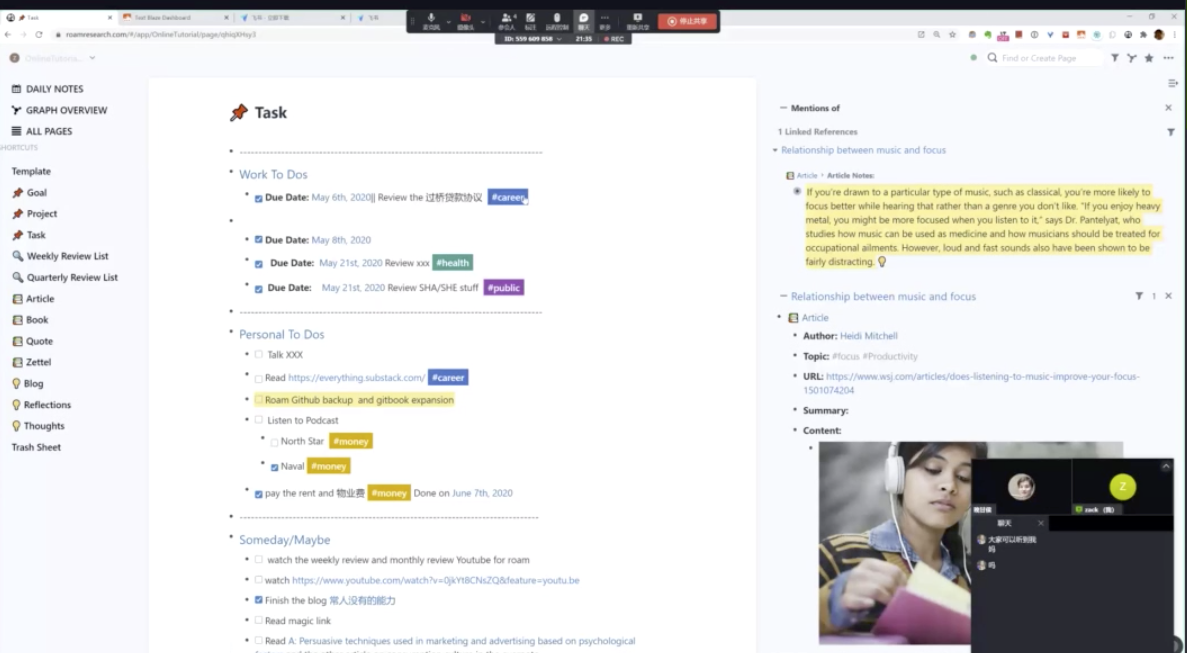 Task
Test Base Dashboard
停止共享
麦克风
摄像头
聊天
ID: 559 609 858
21:35
REC
roamresearch.com/#/app/OnlineTutorial/page/qhiqXHsy3
Find or Create Page
DAILY NOTES
GRAPH OVERVIEW
ALL PAGES
SHORTCUTS
Template
Goal
Project
Task
Weekly Review List
Quarterly Review List
Article
Book
Quote
Zettel
Blog
Reflections
Thoughts
Trash Sheet
Task
Work To Do
Due Date: May 6th, 2020|| Review the 过桥贷款协议 #career
Due Date: May 8th, 2020
Due Date: May 21st, 2020 Review xxx #health
Due Date: May 21st, 2020 Review SHA/SHE stuff #public
Personal To Dos
Talk XXX
Read https://everything.substack.com/ #career
Roam Github backup and gitbook expansion
Listen to Podcast
North Star #money
Naval #money
pay the rent and 物业费 #money Done on June 7th, 2020
Someday/Maybe
watch the weekly review and monthly review Youtube for roam
watch https://www.youtube.com/watch?v=0jkYtBCNsZQ&feature=youtu.be
Finish the blog 常人没有的能力
Read magic link
Read A: Persuasive techniques used in marketing and advertising based on psychological
Mentions of
1 Linked References
Relationship between music and focus
Article > Article Notes:
If you're drawn to a particular type of music, such as classical, you're more likely to
focus better while hearing that rather than a genre you don't like. "If you enjoy heavy
metal, you might be more focused when you listen to it," says Dr. Pantelyat, who
studies how music can be used as medicine and how musicians should be treated for
occupational ailments. However, loud and fast sounds also have been shown to be
fairly distracting.
Relationship between music and focus
1
Article
Author: Heidi Mitchell
Topic: #focus #Productivity
URL: https://www.wsj.com/articles/does-listening-to-music-improve-your-focus-
1501074204
Summary:
Content:
Z
zack （我）
聊天
大家可以听到我
吗
吗